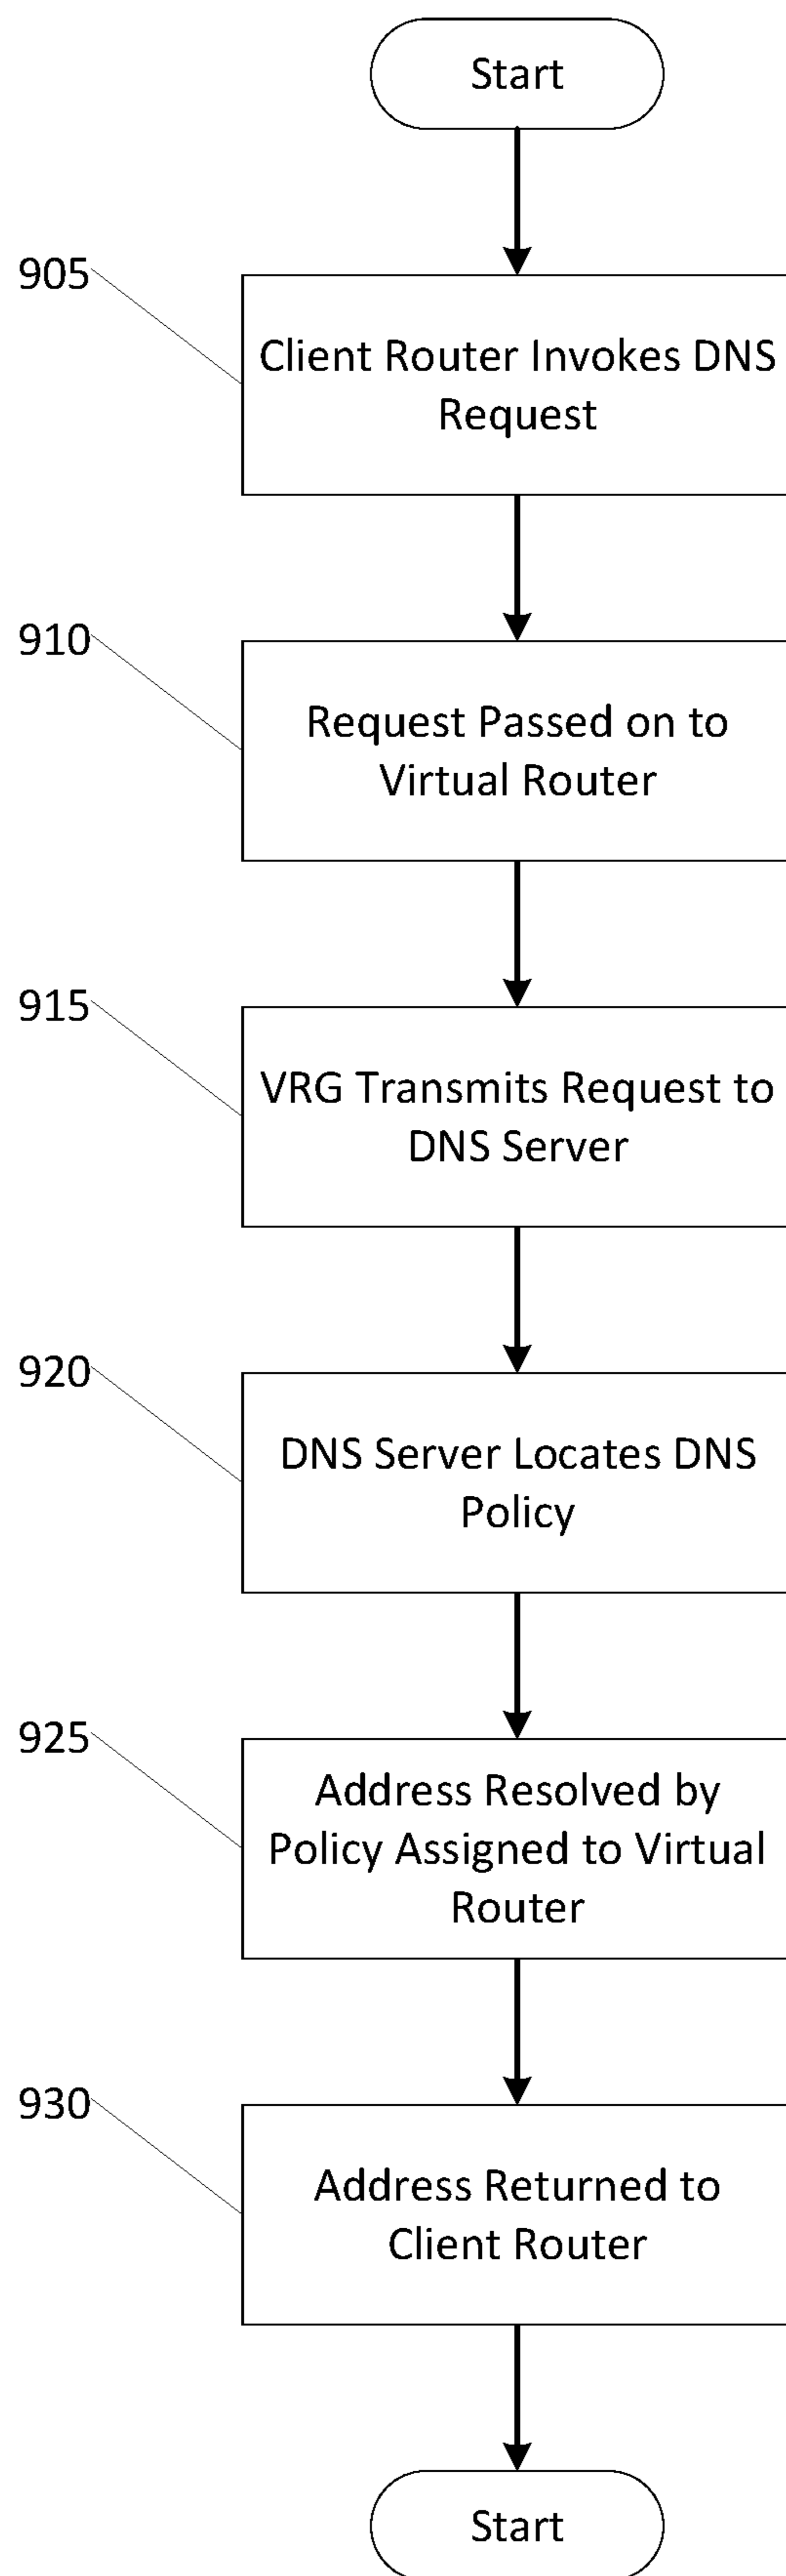 Start
905
Client Router Invokes DNS
Request
910
Request Passed on to
Virtual Router
915
VRG Transmits Request to
DNS Server
920
DNS Server Locates DNS
Policy
925
Address Resolved by
Policy Assigned to Virtual
Router
930
Address Returned to
Client Router
Start